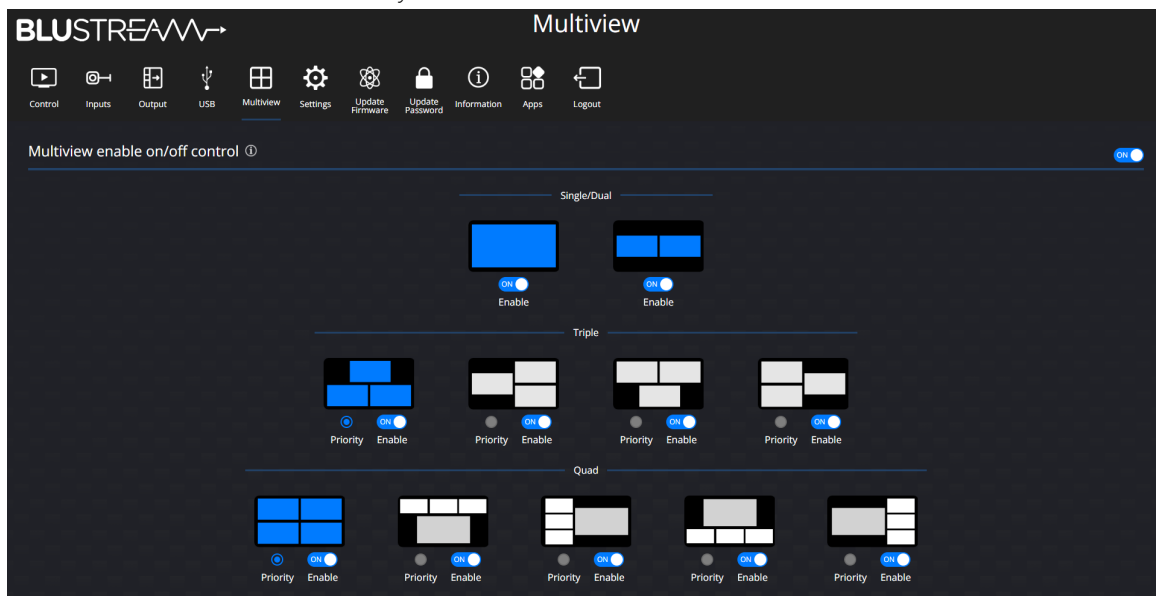 Multiview
BLUSTREAM
Control Inputs Output USB Multiview Settings Update Firmware Update Password Information Apps Logout
Multiview enable on/off control
ON
Single/Dual
ON ON
Enable Enable
Triple
ON ON ON ON
Priority Enable Priority Enable Priority Enable Priority Enable
Quad
ON ON ON ON ON
Priority Enable Priority Enable Priority Enable Priority Enable Priority Enable